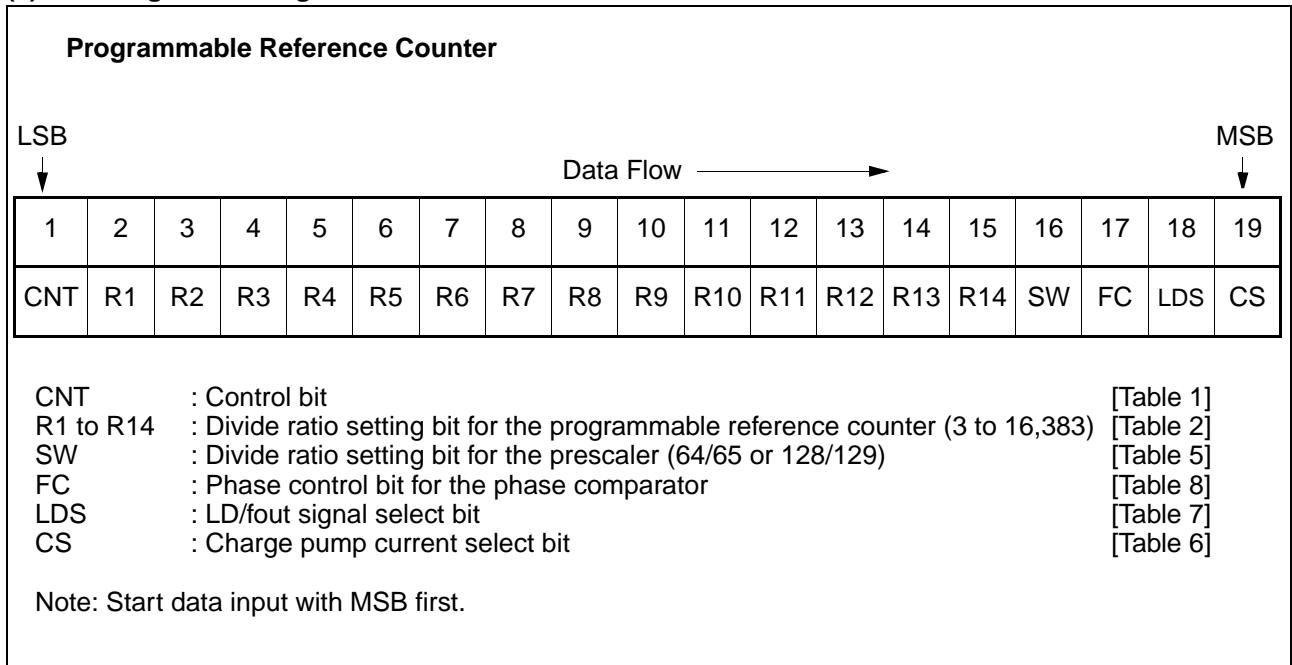 Programmable Reference Counter
LSB MSB
Data Flow
1 2 3 4 5 6 7 8 9 10 11 12 13 14 15 16 17 18 19
CNT R1 R2 R3 R4 R5 R6 R7 R8 R9 R10 R11 R12 R13 R14 SW FC LDS CS
CNT : Control bit [Table 1]
R1 to R14 : Divide ratio setting bit for the programmable reference counter (3 to 16,383) [Table 2]
SW : Divide ratio setting bit for the prescaler (64/65 or 128/129) [Table 5]
FC : Phase control bit for the phase comparator [Table 8]
LDS : LD/fout signal select bit [Table 7]
CS : Charge pump current select bit [Table 6]
Note: Start data input with MSB first.